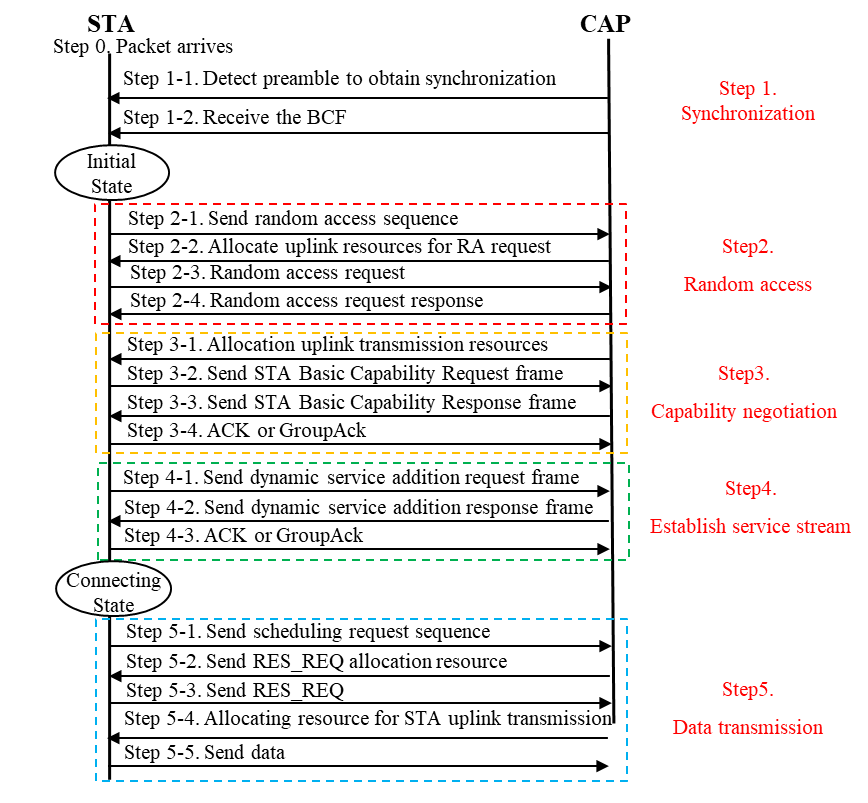 STA
CAP
Step 0. Packet arrives
Step 1-1. Detect preamble to obtain synchronization
Step 1-2. Receive the BCF
Step 1.
Synchronization
Initial
State
Step 2-1. Send random access sequence
Step 2-2. Allocate uplink resources for RA request
Step 2-3. Random access request
Step 2-4. Random access request response
Step2.
Random access
Step 3-1. Allocation uplink transmission resources
Step 3-2. Send STA Basic Capability Request frame
Step 3-3. Send STA Basic Capability Response frame
Step 3-4. ACK or GroupAck
Step3.
Capability negotiation
Step 4-1. Send dynamic service addition request frame
Step 4-2. Send dynamic service addition response frame
Step 4-3. ACK or GroupAck
Step4.
Establish service stream
Connecting
State
Step 5-1. Send scheduling request sequence
Step 5-2. Send RES_REQ allocation resource
Step 5-3. Send RES_REQ
Step 5-4. Allocating resource for STA uplink transmission
Step 5-5. Send data
Step5.
Data transmission